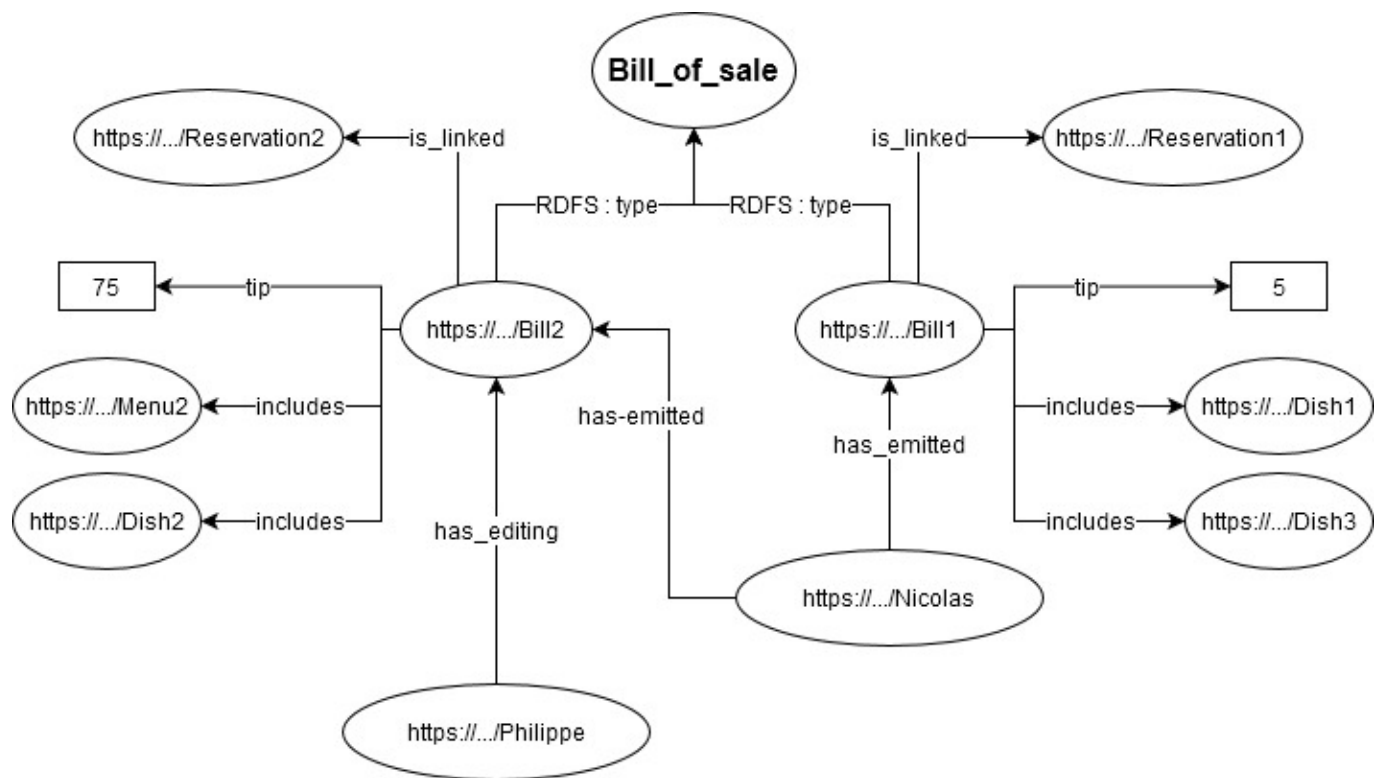 Bill_of_sale
https://.../Reservation2
is_linked
is_linked
https://.../Reservation1
RDFS : type
RDFS : type
75
tip
tip
5
https://.../Bill2
https://.../Bill1
https://.../Menu2
includes
has-emitted
includes
https://.../Dish1
has_emitted
https://.../Dish2
includes
has_editing
includes
https://.../Dish3
https://.../Nicolas
https://.../Philippe